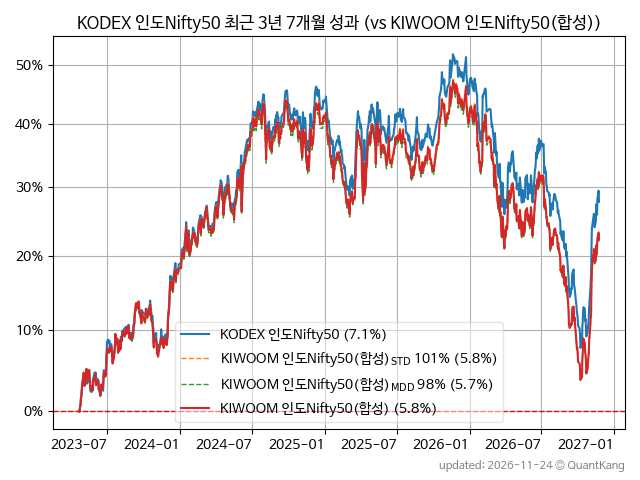 KODEX 인도Nifty50 최근 3년 7개월 성과 (vs KIWOOM 인도Nifty50(합성))
50%
40%
30%
20%
10%
0%
KODEX 인도Nifty50 (7.1%)
KIWOOM 인도Nifty50(합성) STD 101% (5.8%)
KIWOOM 인도Nifty50(합성) MDD 98% (5.7%)
KIWOOM 인도Nifty50(합성) (5.8%)
2023-07 2024-01 2024-07 2025-01 2025-07 2026-01 2026-07 2027-01
updated: 2026-11-24 © QuantKang